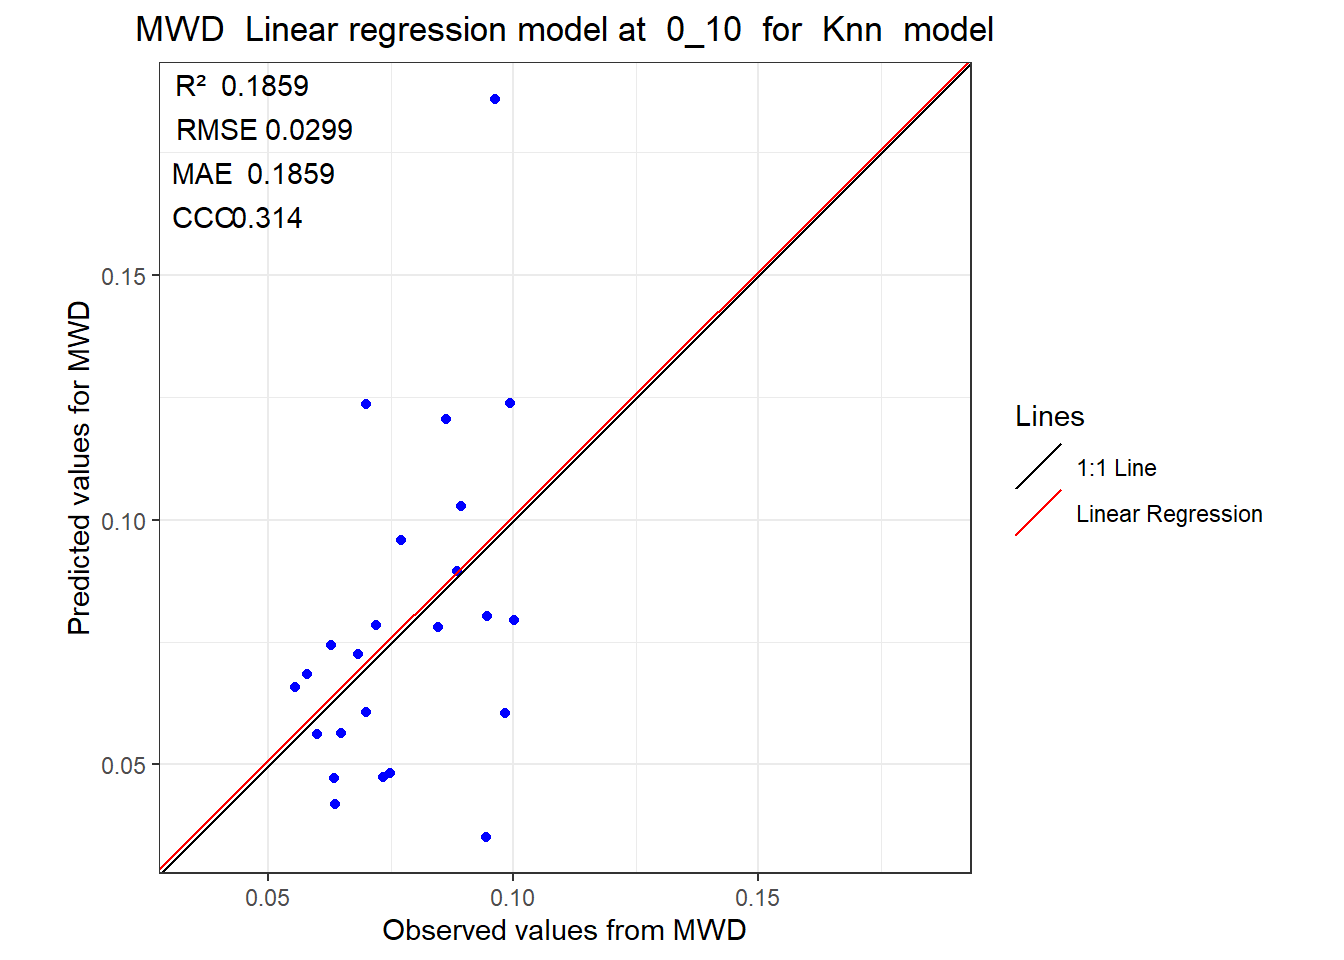 MWD Linear regression model at 0_10 for Knn model
R² 0.1859
RMSE 0.0299
MAE 0.1859
CCC0.314
0.15
0.10
0.05
Predicted values for MWD
0.05 0.10 0.15
Observed values from MWD
Lines
1:1 Line
Linear Regression